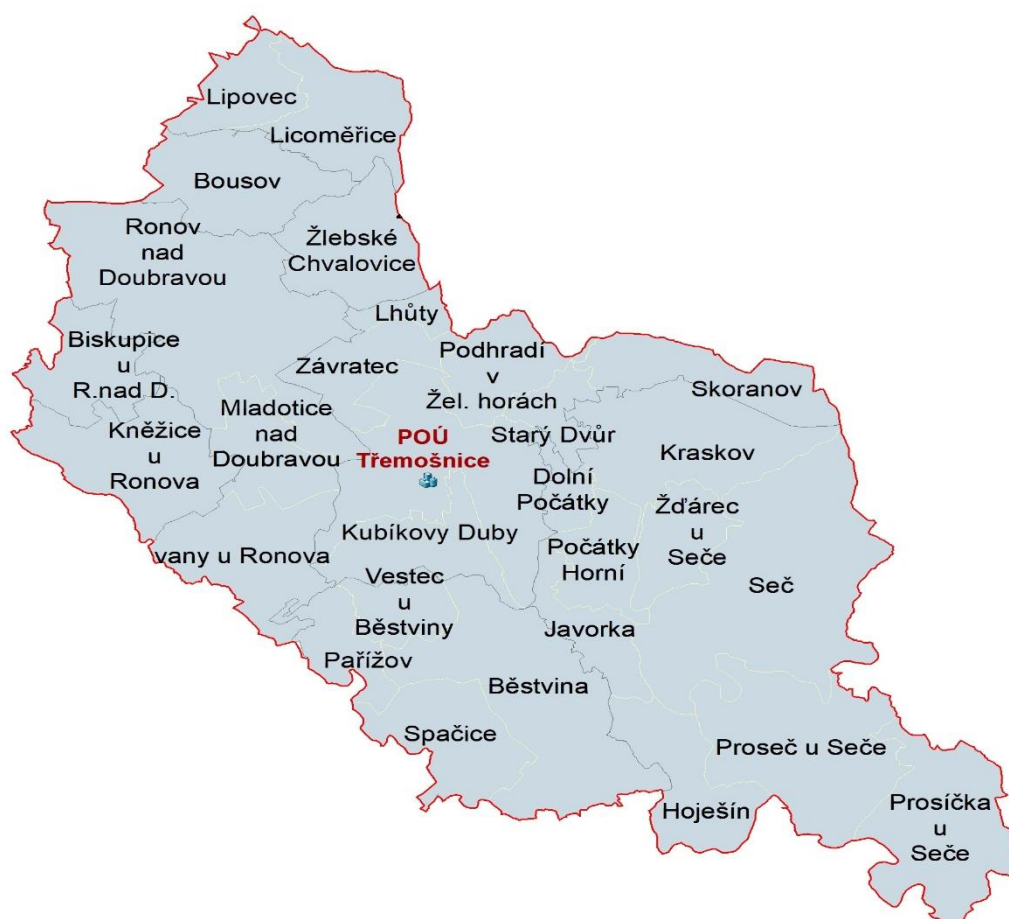 Lipovec
Licoměřice
Bousov
Ronov
nad
Doubravou
Žlebské
Chvalovice
Lhůty
Biskupice
u
R.nad D.
Závratec
Podhradí
v
Žel. horách
Skoranov
Mladotice
nad
Doubravou
Kněžice
u
Ronova
POÚ
Třemošnice
Starý Dvůr
Kraskov
Dolní
Počátky
Žďárec
u
Seče
Kubíkovy Duby
vany u Ronova
Počátky
Horní
Vestec
u
Běstviny
Seč
Javorka
Pařížov
Běstvina
Spačice
Proseč u Seče
Hoješín
Prosíčka
u
Seče